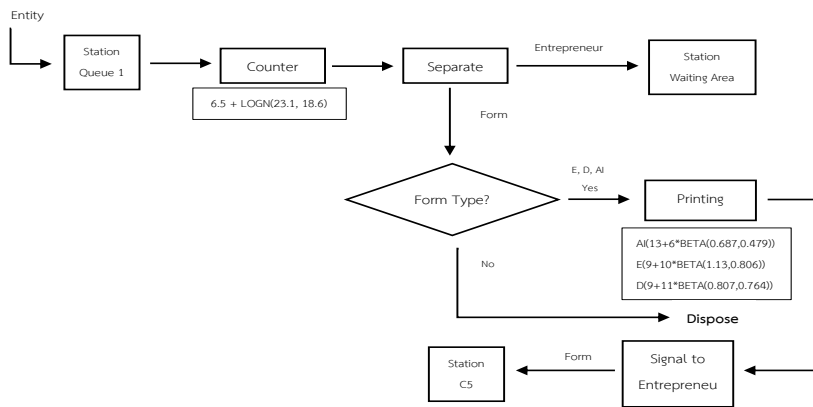 Entity
Station
Queue 1
Counter
6.5 + LOGN(23.1, 18.6)
Separate
Entrepreneur
Station
Waiting Area
Form
Form Type?
E, D, AI
Yes
Printing
AI(13+6*BETA(0.687,0.479))
E(9+10*BETA(1.13,0.806))
D(9+11*BETA(0.807,0.764))
No
Dispose
Station
C5
Form
Signal to
Entrepreneu